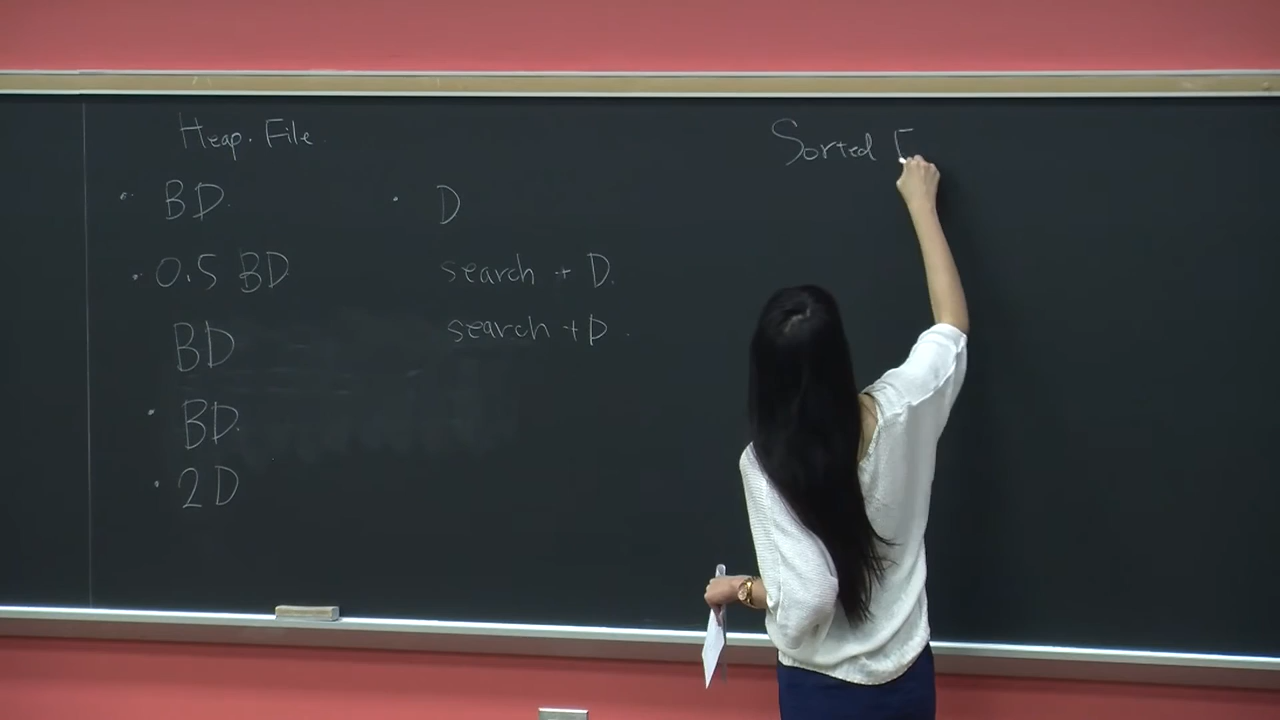 Heap. File.
• BD.
• 0.5 BD
BD
• BD.
• 2D
• D
search + D.
search + D.
Sorted F